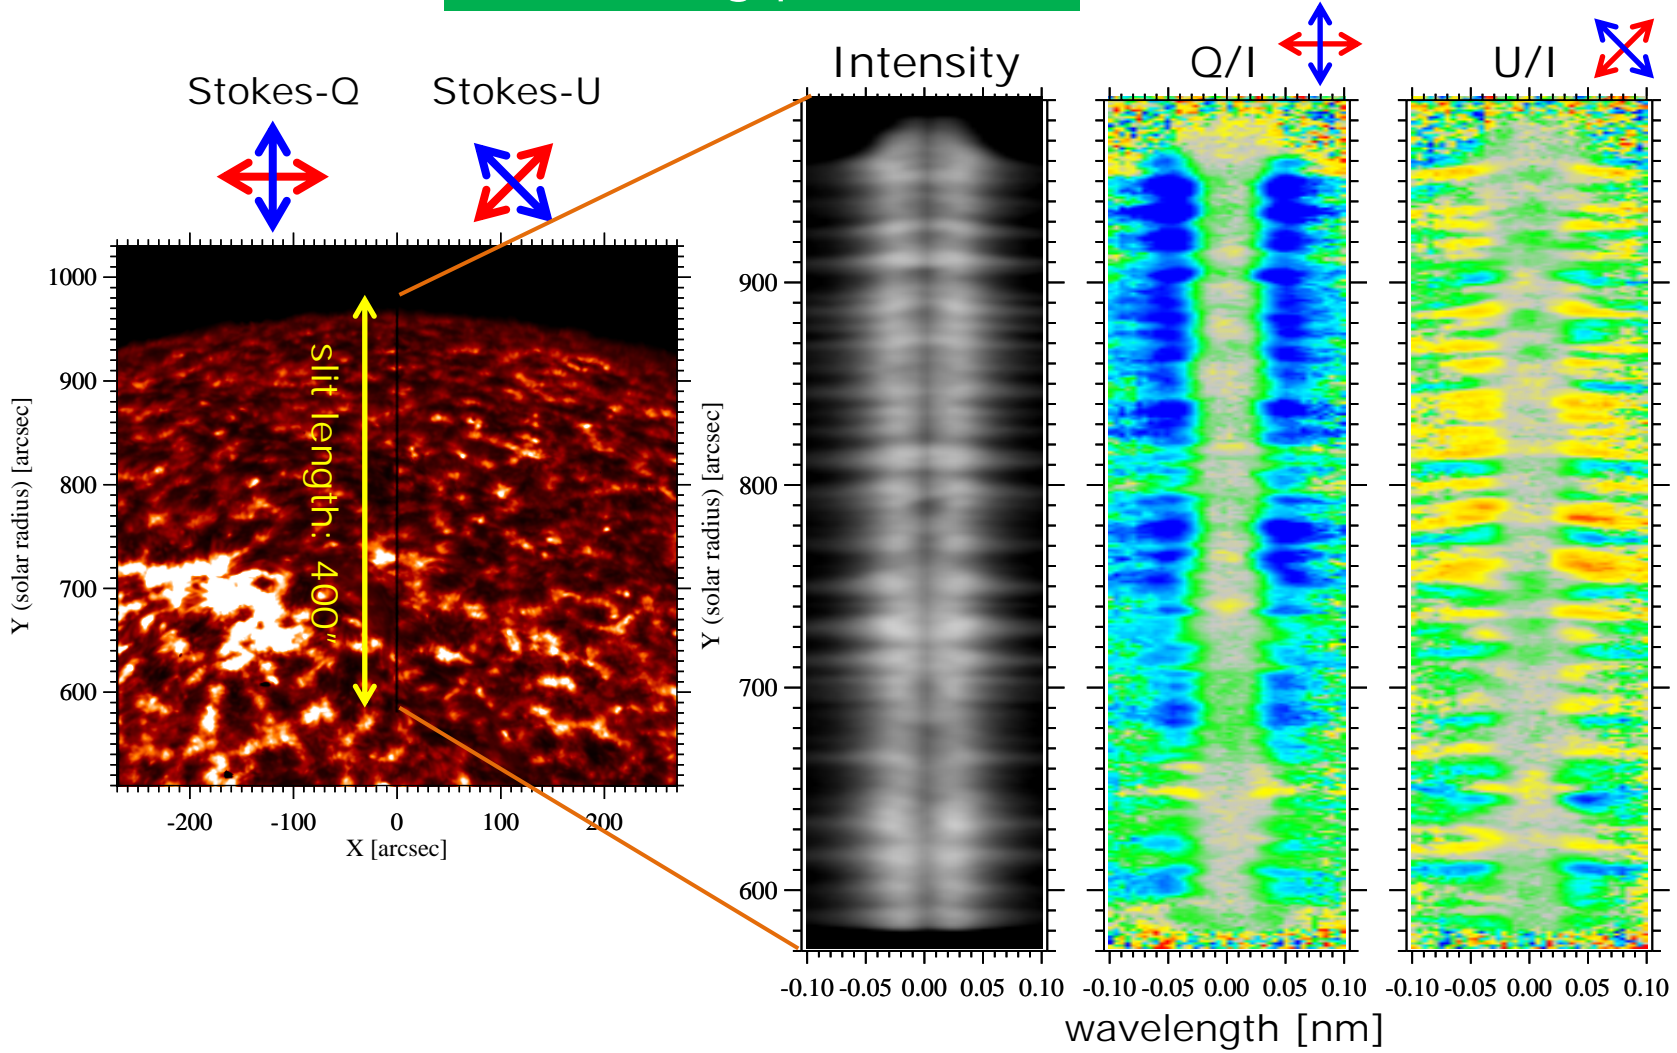 Stokes-Q
Stokes-U
Intensity
Q/I
U/I
1000
900
800
700
600
Y (solar radius) [arcsec]
slit length: 400"
-200
-100
0
100
200
X [arcsec]
Y (solar radius) [arcsec]
900
800
700
600
-0.10 -0.05 0.00 0.05 0.10
-0.10 -0.05 0.00 0.05 0.10
-0.10 -0.05 0.00 0.05 0.10
wavelength [nm]